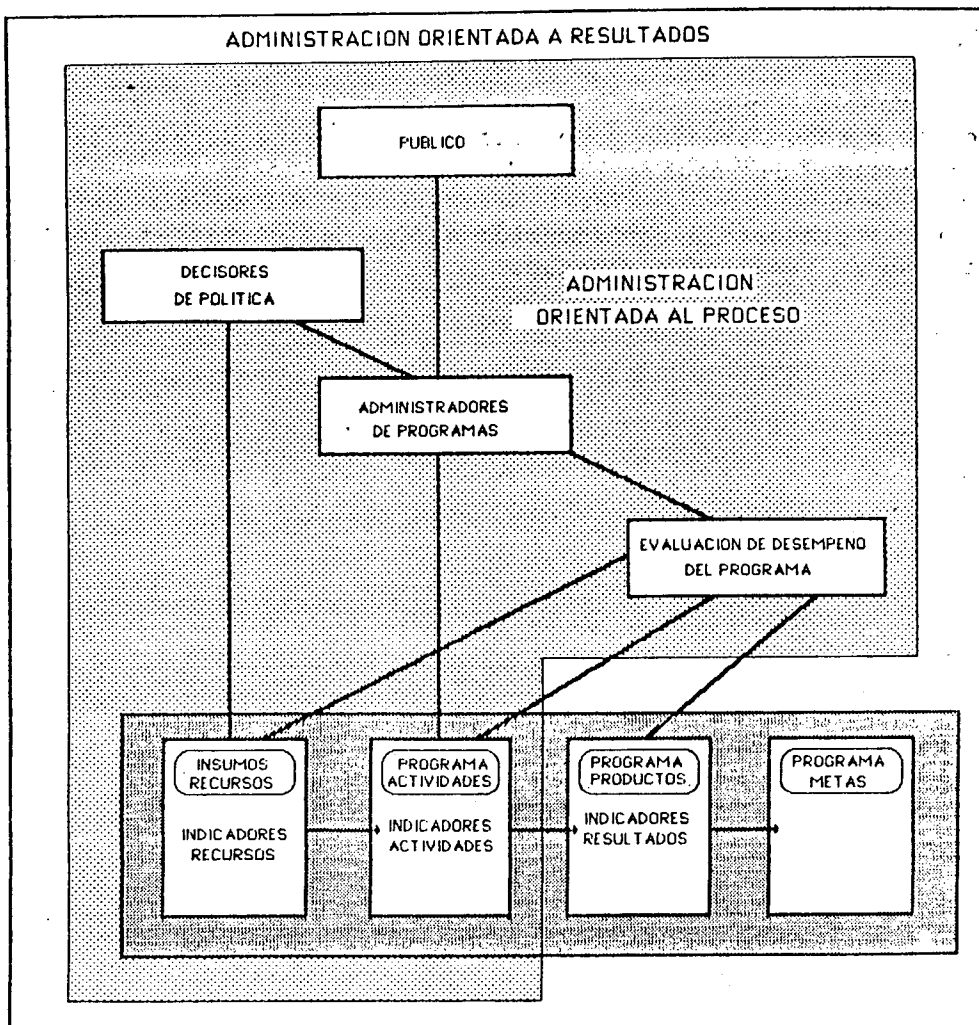 ADMINISTRACION ORIENTADA A RESULTADOS
PUBLICO
DECISORES
DE POLITICA
ADMINISTRACION
ORIENTADA AL PROCESO
ADMINISTRADORES
DE PROGRAMAS
EVALUACION DE DESEMPENO
DEL PROGRAMA
INSUMOS
RECURSOS
INDICADORES
RECURSOS
PROGRAMA
ACTIVIDADES
INDICADORES
ACTIVIDADES
PROGRAMA
PRODUCTOS
INDICADORES
RESULTADOS
PROGRAMA
METAS